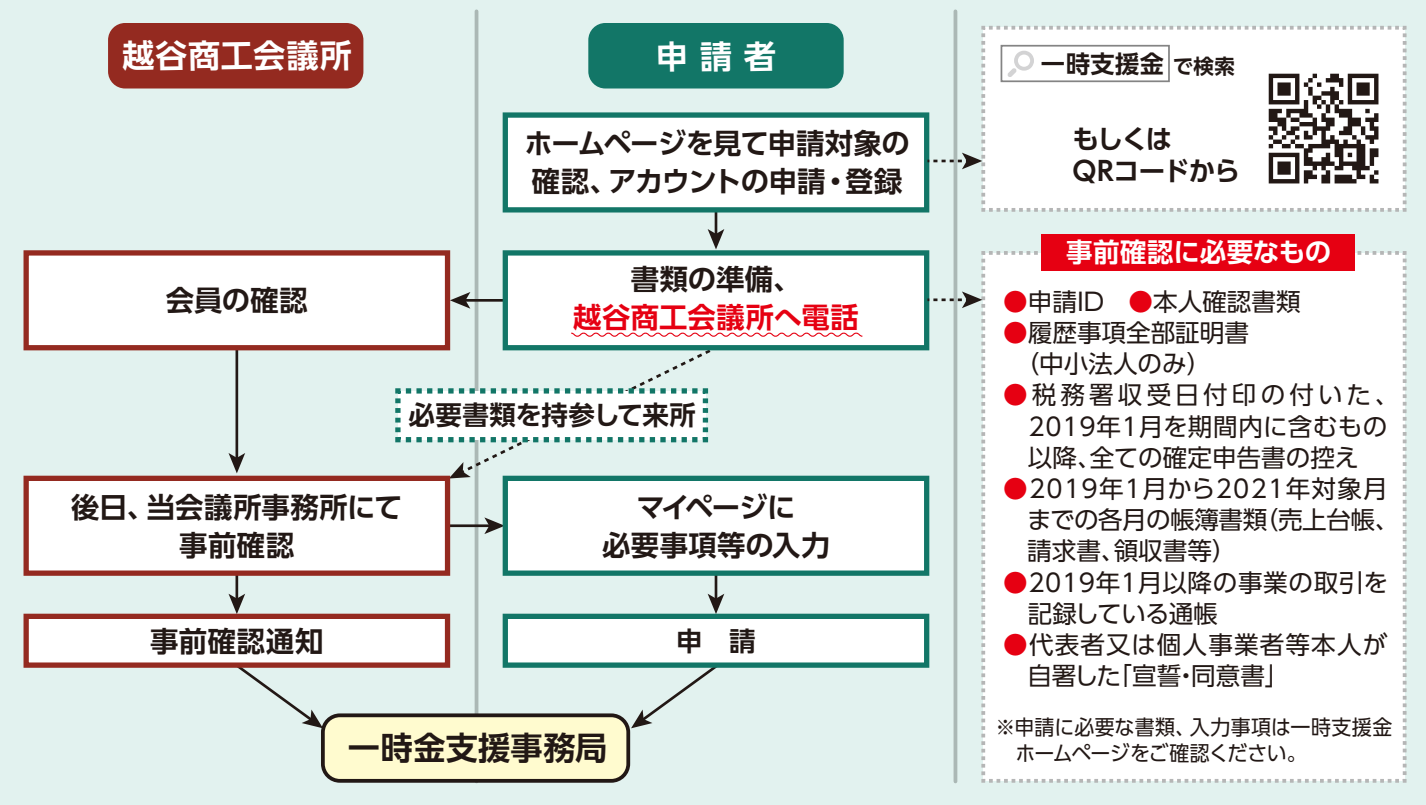 越谷商工会議所
申請者
ホームページを見て申請対象の
確認、アカウントの申請・登録
一時支援金 で検索
もしくは
QRコードから
会員の確認
書類の準備、
越谷商工会議所へ電話
必要書類を持参して来所
後日、当会議所事務所にて
事前確認
マイページに
必要事項等の入力
事前確認通知
申 請
一時金支援事務局
事前確認に必要なもの
●申請ID ●本人確認書類
●履歴事項全部証明書
(中小法人のみ)
●税務署収受日付印の付いた、
2019年1月を期間内に含むもの
以降、全ての確定申告書の控え
●2019年1月から2021年対象月
までの各月の帳簿書類(売上台帳、
請求書、領収書等)
●2019年1月以降の事業の取引を
記録している通帳
●代表者又は個人事業者等本人が
自署した「宣誓・同意書」
※申請に必要な書類、入力事項は一時支援金
ホームページをご確認ください。